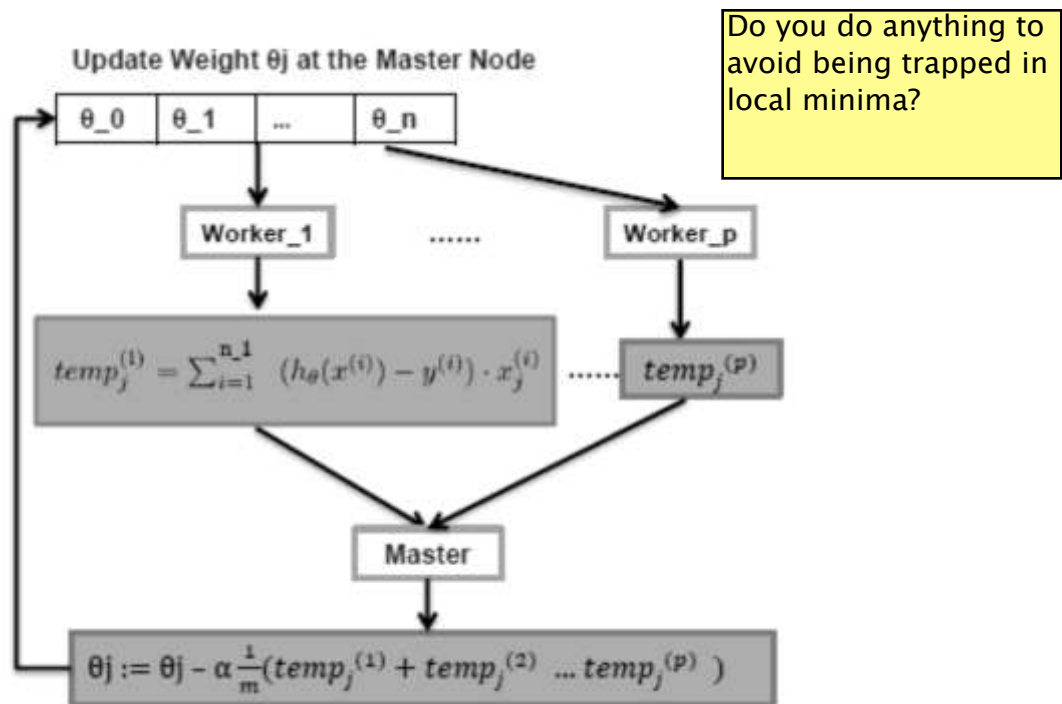 Do you do anything to
avoid being trapped in
local minima?
Update Weight θj at the Master Node
θ_0 θ_1 ... θ_n
Worker_1 ...... Worker_p
temp_j^{(1)} = ∑_{i=1}^{n_1} (h_θ(x^{(i)}) − y^{(i)}) · x_j^{(i)} ...... temp_j^{(p)}
Master
θj := θj − α \frac{1}{m}(temp_j^{(1)} + temp_j^{(2)} ... temp_j^{(p)} )